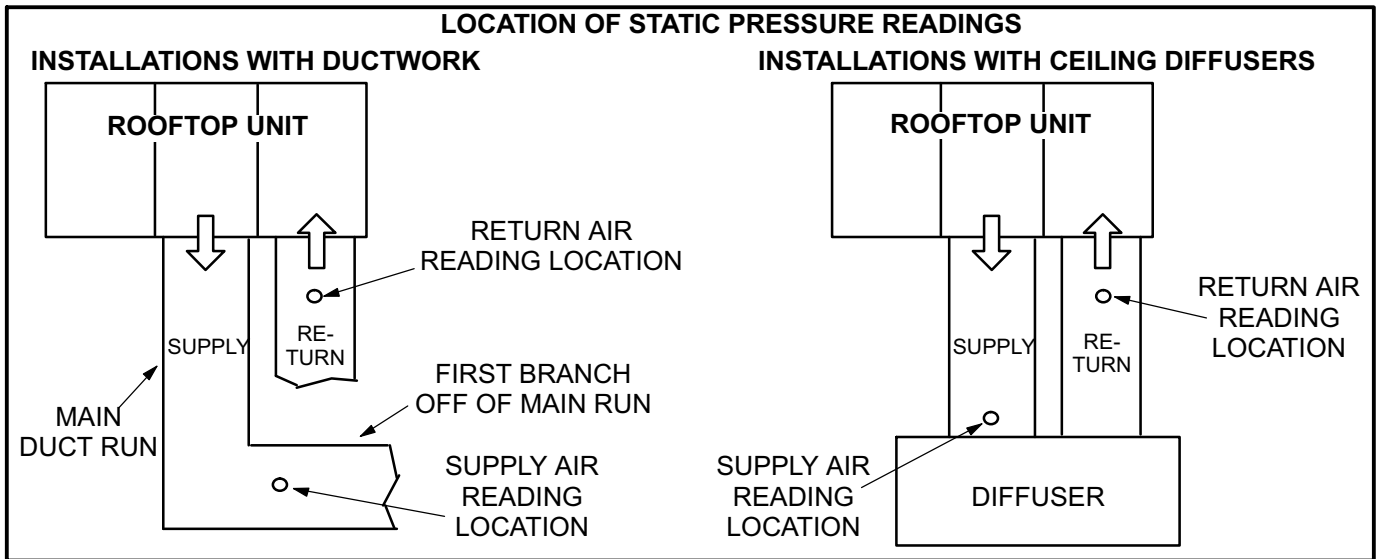 LOCATION OF STATIC PRESSURE READINGS
INSTALLATIONS WITH DUCTWORK
ROOFTOP UNIT
RETURN AIR
READING LOCATION
SUPPLY
RE-
TURN
FIRST BRANCH
OFF OF MAIN RUN
MAIN
DUCT RUN
SUPPLY AIR
READING
LOCATION
INSTALLATIONS WITH CEILING DIFFUSERS
ROOFTOP UNIT
RETURN AIR
READING
LOCATION
SUPPLY
RE-
TURN
SUPPLY AIR
READING
LOCATION
DIFFUSER